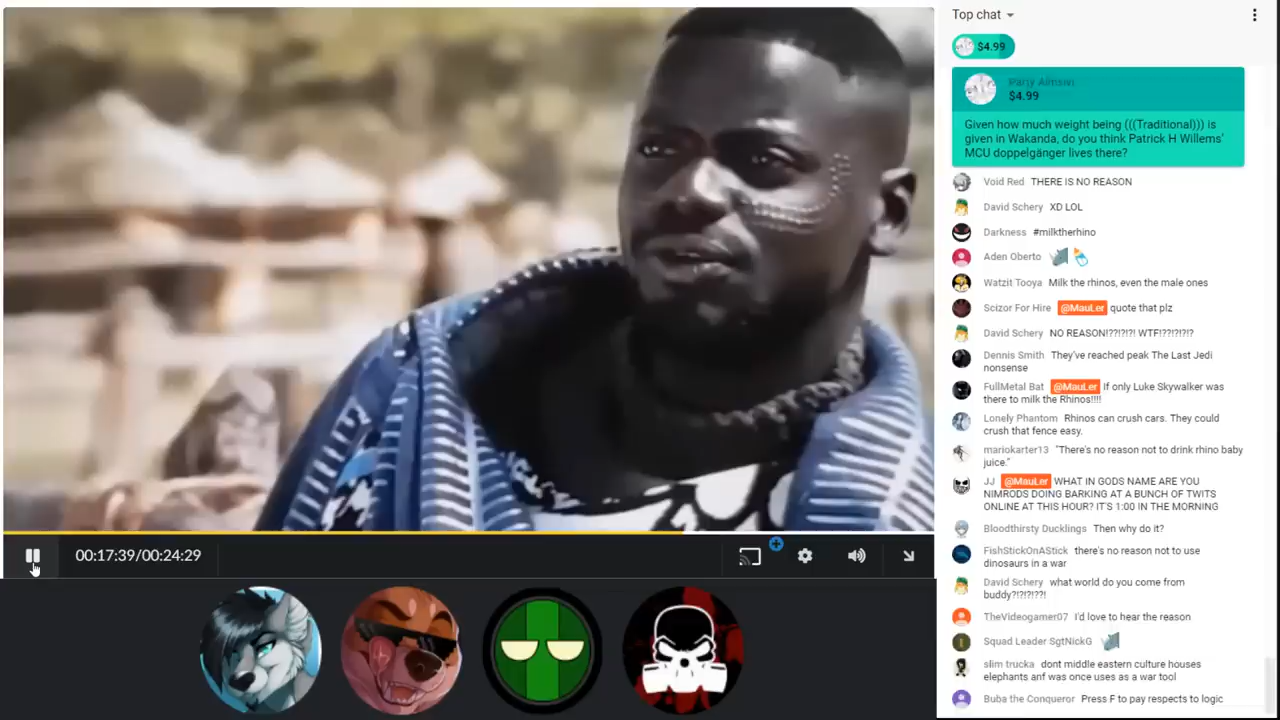 Top chat
$4.99
Party Aimswi
$4.99
Given how much weight being (((Traditional))) is
given in Wakanda, do you think Patrick H Willems'
MCU doppelgänger lives there?
Void Red THERE IS NO REASON
David Schery XD LOL
Darkness #milktherhino
Aden Oberto
Watzit Tooya Milk the rhinos, even the male ones
Scizor For Hire @MauLer quote that plz
David Schery NO REASON!??!?!?! WTF!??!?!?!?
Dennis Smith They've reached peak The Last Jedi
nonsense
FullMetal Bat @MauLer If only Luke Skywalker was
there to milk the Rhinos!!!!
Lonely Phantom Rhinos can crush cars. They could
crush that fence easy.
mariokarter13 "There's no reason not to drink rhino baby
juice."
JJ @MauLer WHAT IN GODS NAME ARE YOU
NIMRODS DOING BARKING AT A BUNCH OF TWITS
ONLINE AT THIS HOUR? IT'S 1:00 IN THE MORNING
Bloodthirsty Ducklings Then why do it?
FishStickOnAStick there's no reason not to use
dinosaurs in a war
David Schery what world do you come from
buddy?!?!?!??!
TheVideogamer07 I'd love to hear the reason
Squad Leader SgtNickG
slim trucka dont middle eastern culture houses
elephants anf was once uses as a war tool
Buba the Conqueror Press F to pay respects to logic
00:17:39/00:24:29